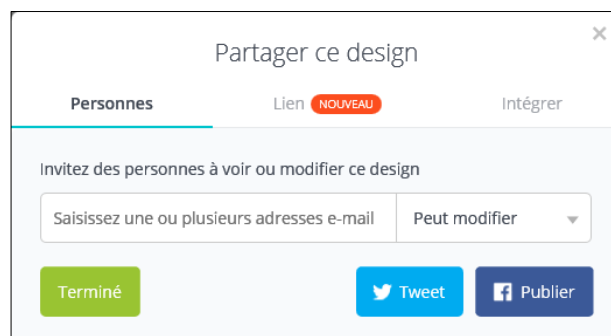 Partager ce design
Personnes Lien NOUVEAU Intégrer
Invitez des personnes à voir ou modifier ce design
Saisissez une ou plusieurs adresses e-mail Peut modifier
Terminé Tweet Publier